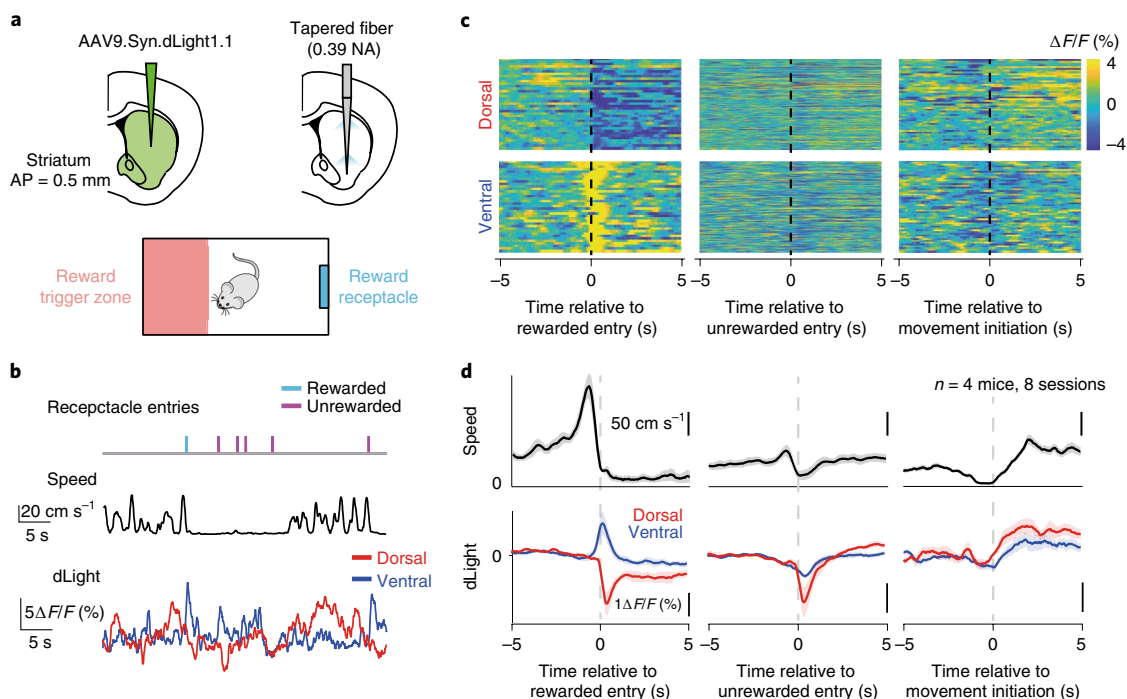 a
AAV9.Syn.dLight1.1
Tapered fiber
(0.39 NA)
Striatum
AP = 0.5 mm
Reward
trigger zone
Reward
receptacle
b
Rewarded
Unrewarded
Recepctacle entries
Speed
20 cm s⁻¹
5 s
dLight
Dorsal
Ventral
5ΔF/F (%)
5 s
c
ΔF/F (%)
4
0
−4
Dorsal
Ventral
−5 0 5 −5 0 5 −5 0 5
Time relative to
rewarded entry (s)
Time relative to
unrewarded entry (s)
Time relative to
movement initiation (s)
d
n = 4 mice, 8 sessions
Speed
50 cm s⁻¹
0
Dorsal
Ventral
dLight
0
1ΔF/F (%)
−5 0 5 −5 0 5 −5 0 5
Time relative to
rewarded entry (s)
Time relative to
unrewarded entry (s)
Time relative to
movement initiation (s)